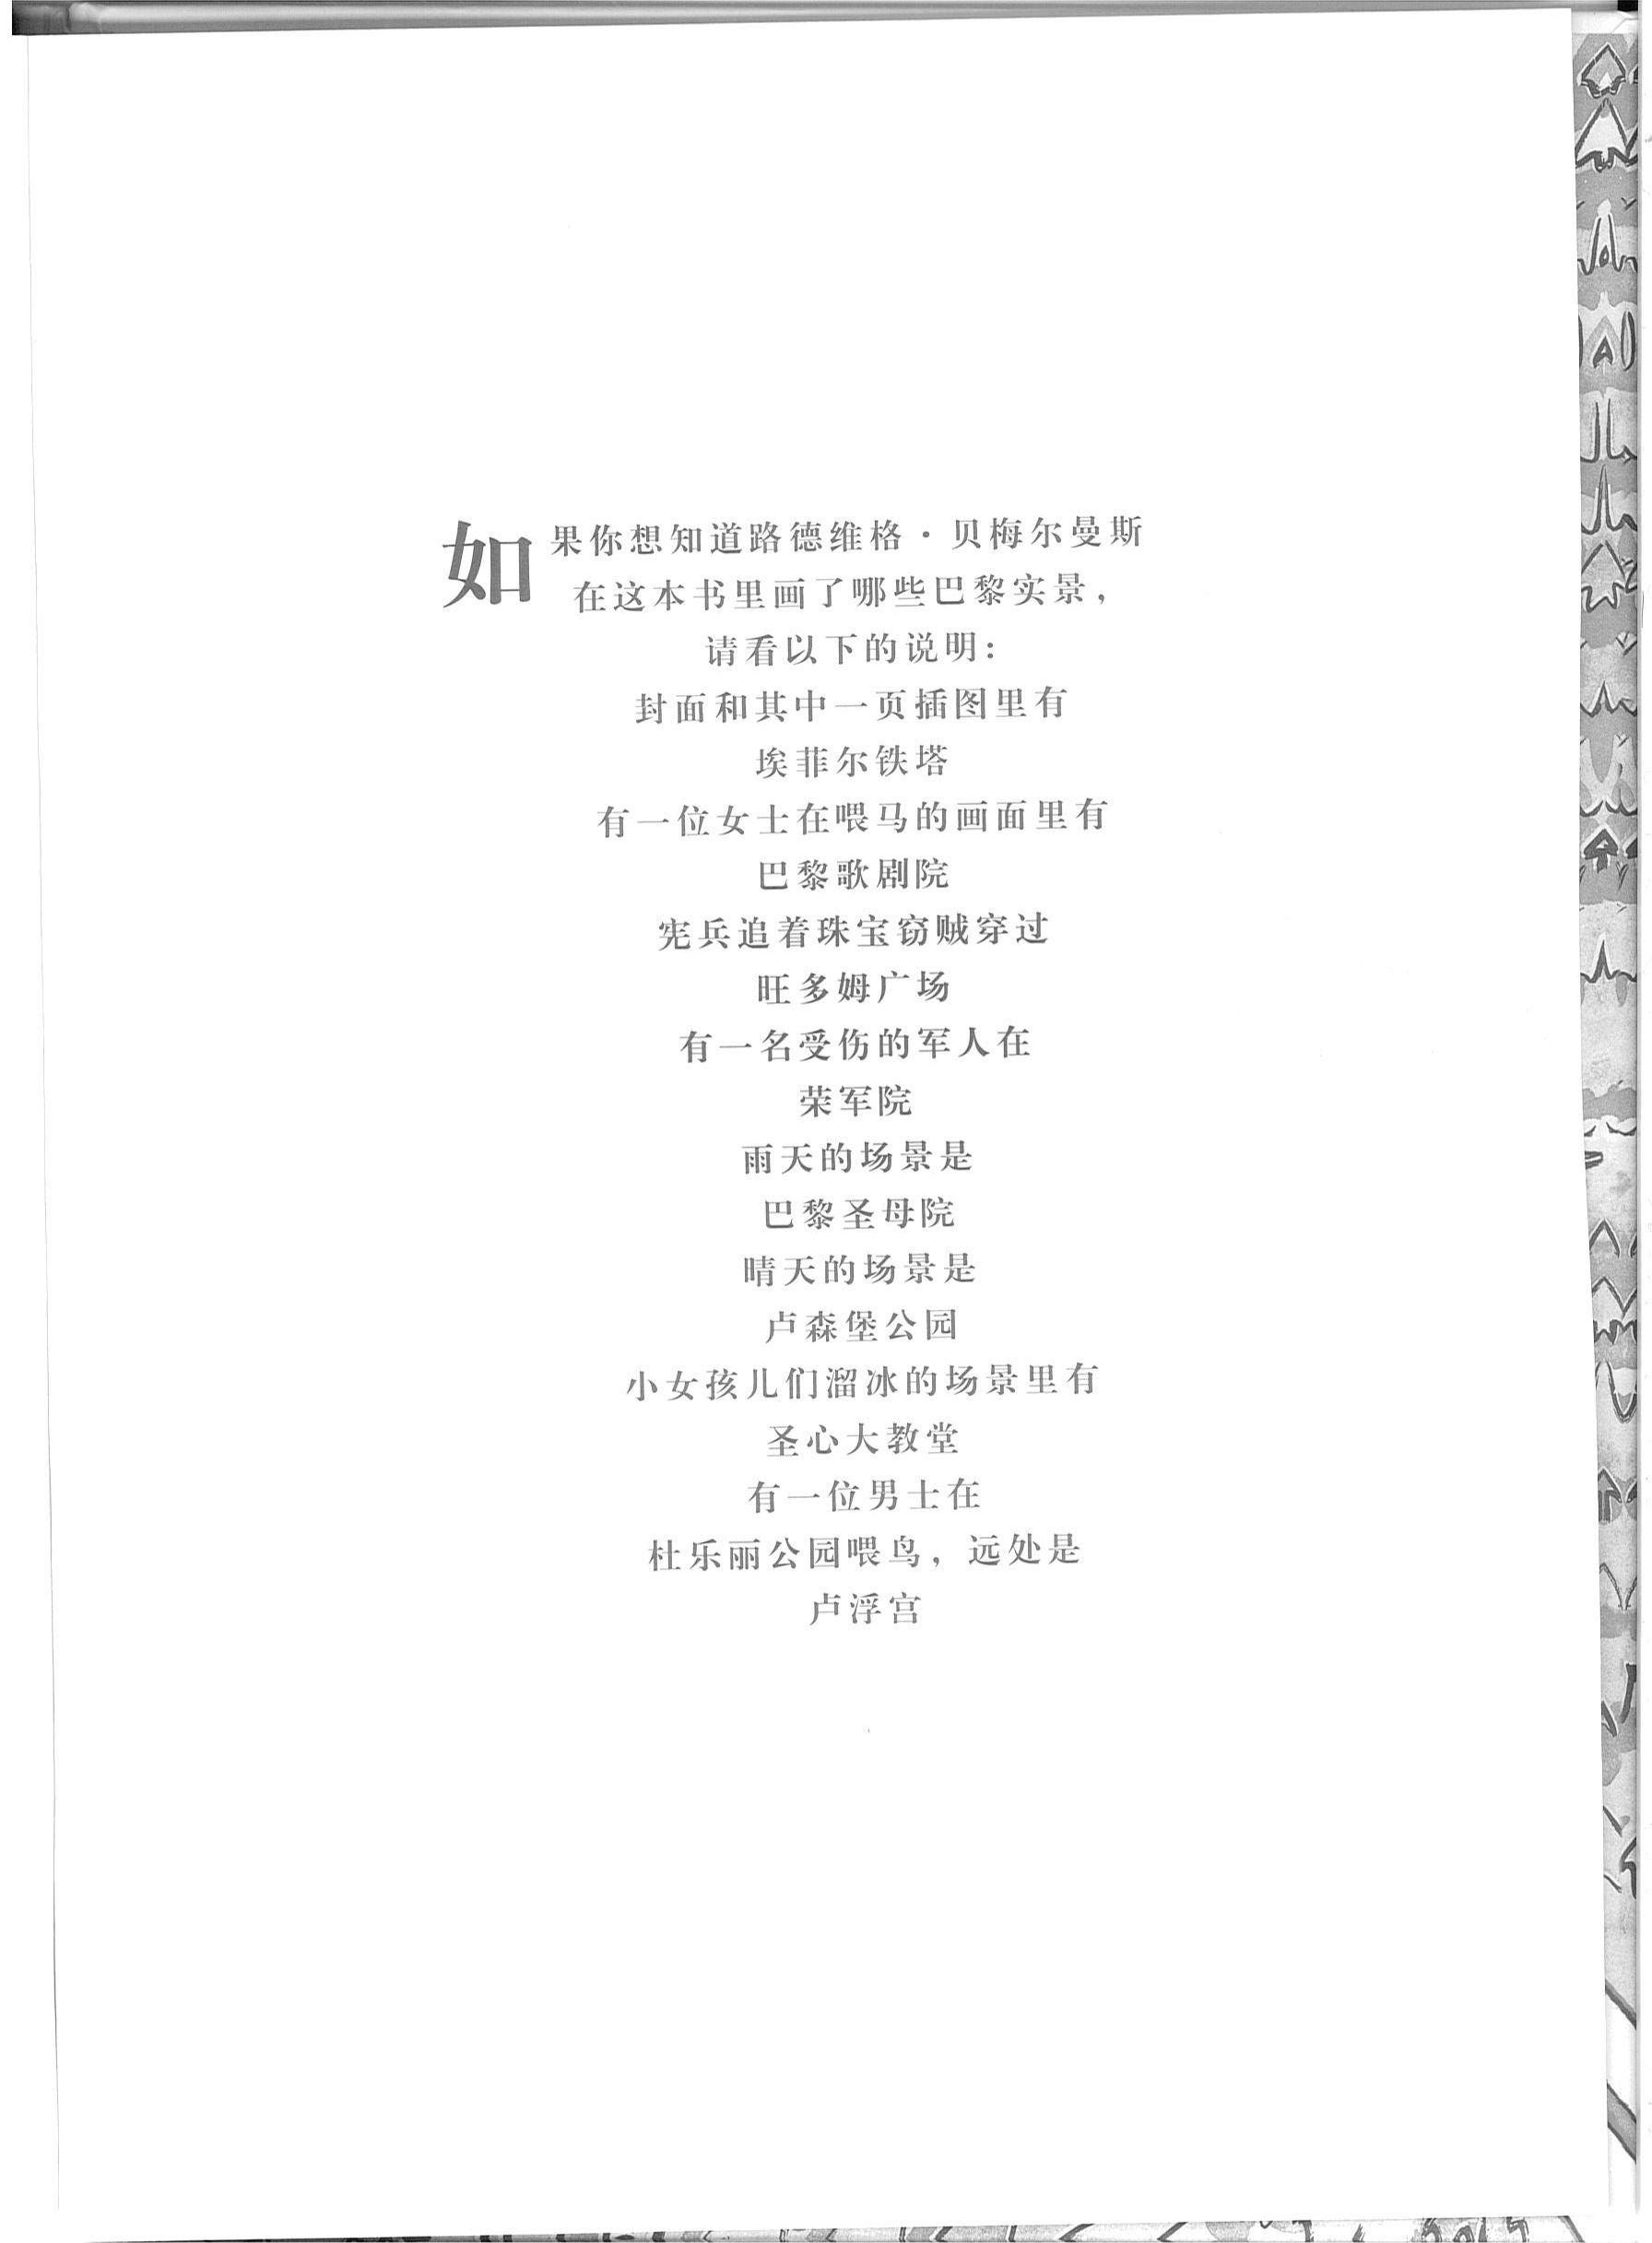 如果你想知道路德维格·贝梅尔曼斯
在这本书里画了哪些巴黎实景，
请看以下的说明：
封面和其中一页插图里有
埃菲尔铁塔
有一位女士在喂马的画面里有
巴黎歌剧院
宪兵追着珠宝窃贼穿过
旺多姆广场
有一名受伤的军人在
荣军院
雨天的场景是
巴黎圣母院
晴天的场景是
卢森堡公园
小女孩儿们溜冰的场景里有
圣心大教堂
有一位男士在
杜乐丽公园喂鸟，远处是
卢浮宫